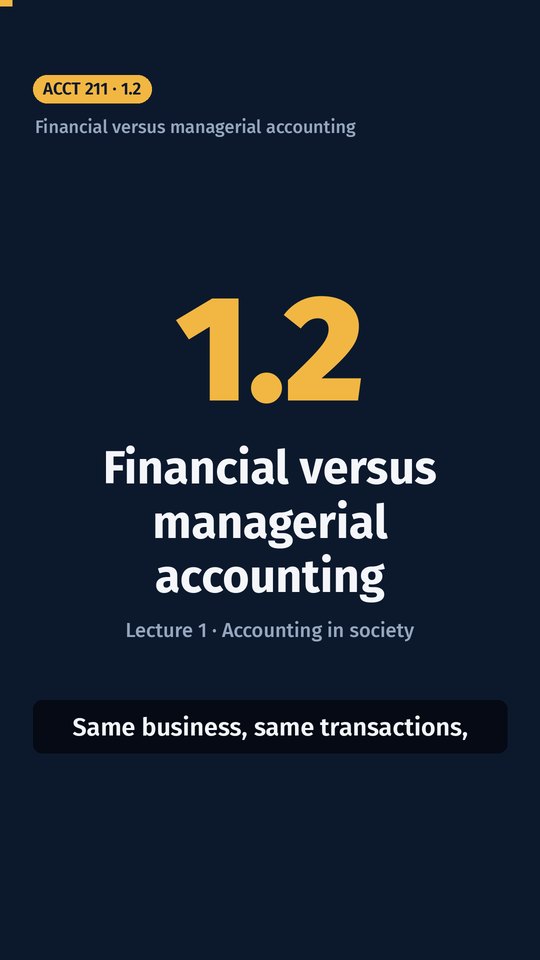 ACCT 211 · 1.2
Financial versus managerial accounting
1.2
Financial versus
managerial
accounting
Lecture 1 · Accounting in society
Same business, same transactions,